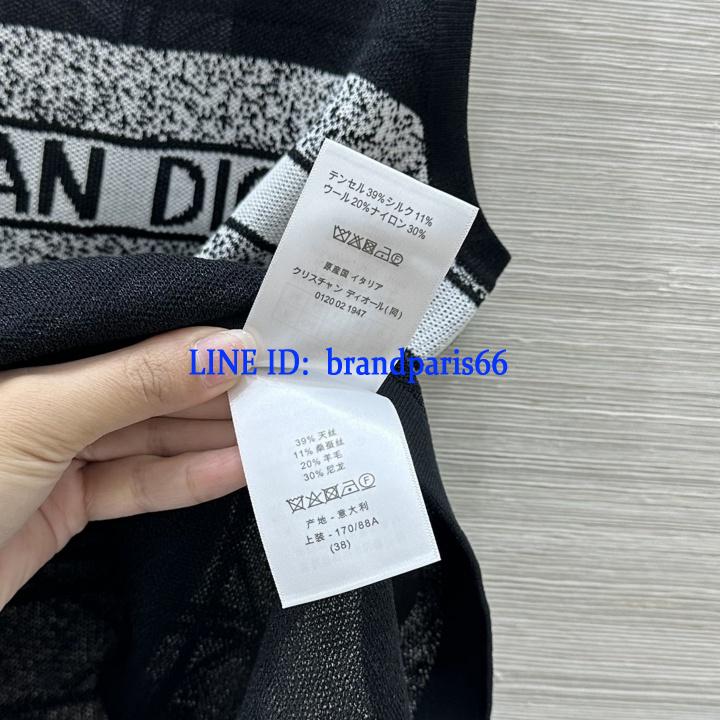 AN DIO
テンセル39%シルク11%
ウール20%ナイロン30%
原産国 イタリア
クリスチャン ディオール(同)
0120 02 1947
LINE ID: brandparis66
39% 天丝
11% 桑蚕丝
20% 羊毛
30% 尼龙
产地 - 意大利
上装 - 170/88A
(38)